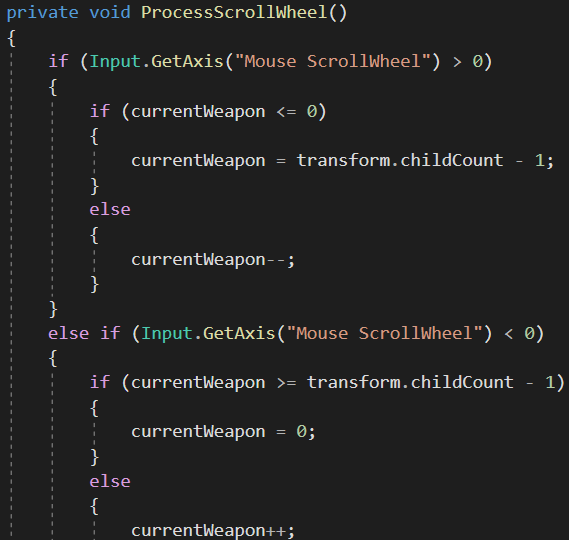 private void ProcessScrollWheel()
{
    if (Input.GetAxis("Mouse ScrollWheel") > 0)
    {
        if (currentWeapon <= 0)
        {
            currentWeapon = transform.childCount - 1;
        }
        else
        {
            currentWeapon--;
        }
    }
    else if (Input.GetAxis("Mouse ScrollWheel") < 0)
    {
        if (currentWeapon >= transform.childCount - 1)
        {
            currentWeapon = 0;
        }
        else
        {
            currentWeapon++;